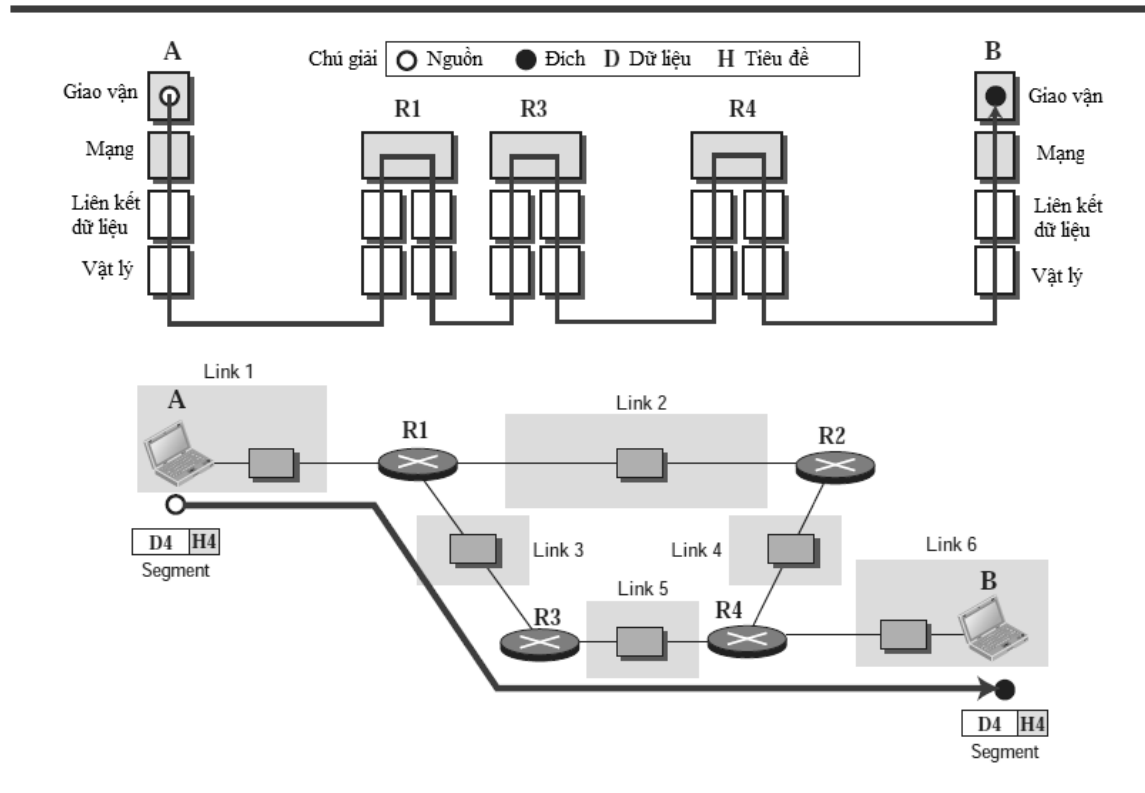 A
Chú giải
Nguồn
Đich
D Dữ liệu
H Tiêu đề
B
Giao vận
R1
R3
R4
Giao vận
Mạng
Mạng
Liên kết
dữ liệu
Liên kết
dữ liệu
Vật lý
Vật lý
Link 1
A
Link 2
R1
R2
D4 H4
Segment
Link 3
Link 4
Link 6
Link 5
B
R3
R4
D4 H4
Segment